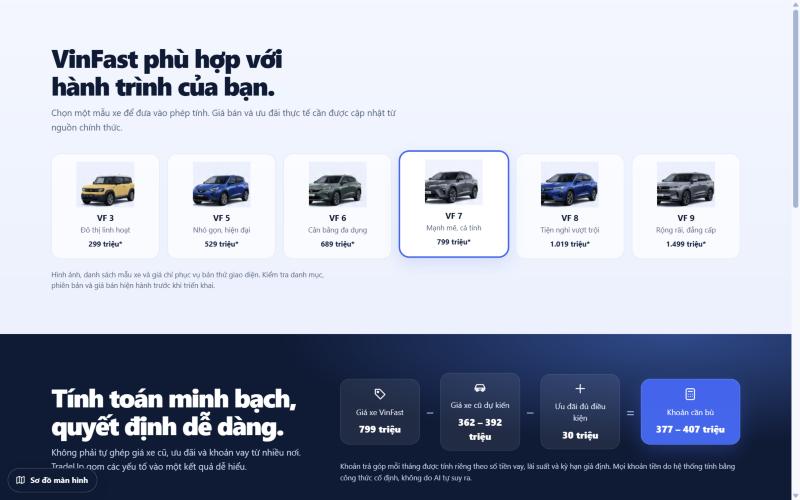 VinFast phù hợp với
hành trình của bạn.
Chọn một mẫu xe để đưa vào phép tính. Giá bán và ưu đãi thực tế cần được cập nhật từ
nguồn chính thức.
VF 3
Đô thị linh hoạt
299 triệu*
VF 5
Nhỏ gọn, hiện đại
529 triệu*
VF 6
Cân bằng đa dụng
689 triệu*
VF 7
Mạnh mẽ, cá tính
799 triệu*
VF 8
Tiện nghi vượt trội
1.019 triệu*
VF 9
Rộng rãi, đẳng cấp
1.499 triệu*
Hình ảnh, danh sách mẫu xe và giá chỉ phục vụ bản thử giao diện. Kiểm tra danh mục,
phiên bản và giá bán hiện hành trước khi triển khai.
Tính toán minh bạch,
quyết định dễ dàng.
Không phải tự ghép giá xe cũ, ưu đãi và khoản vay từ nhiều nơi.
gom các yếu tố vào một kết quả dễ hiểu.
Giá xe VinFast
799 triệu
–
Giá xe cũ dự kiến
362 – 392
triệu
–
Ưu đãi đủ điều
kiện
30 triệu
=
Khoản cần bù
377 – 407 triệu
Khoản trả góp mỗi tháng được tính riêng theo số tiền vay, lãi suất và kỳ hạn giả định. Mọi khoản tiền do hệ thống tính bằng
công thức cố định, không do AI tự suy ra.
Sơ đồ màn hình